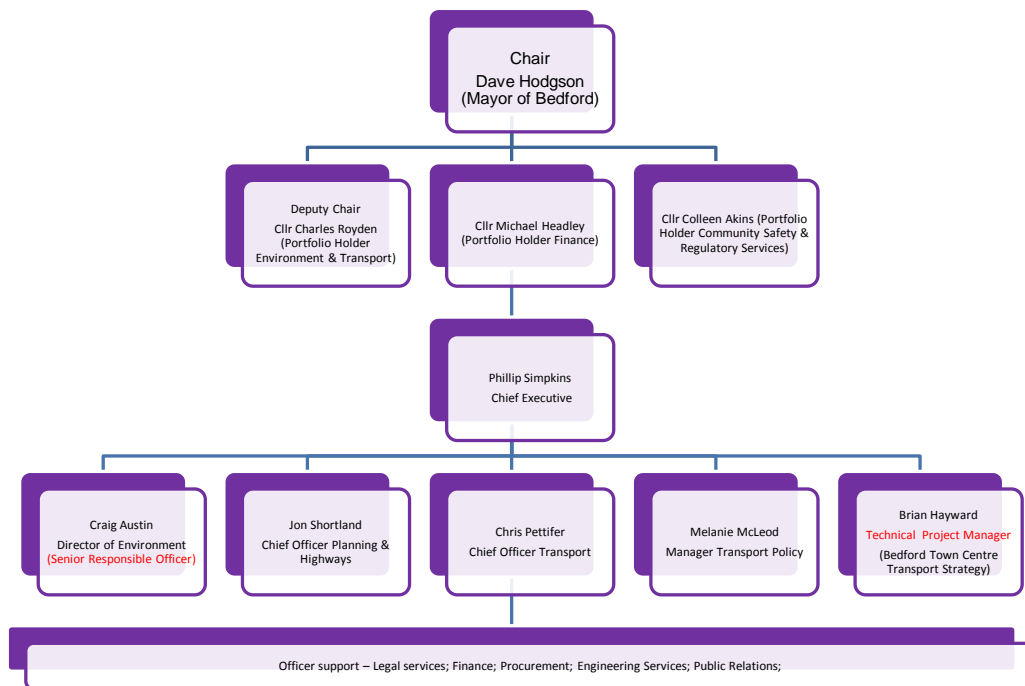 Chair
Dave Hodgson
(Mayor of Bedford)
Deputy Chair
Cllr Charles Royden
(Portfolio Holder
Environment & Transport)
Cllr Michael Headley
(Portfolio Holder Finance)
Cllr Colleen Akins (Portfolio
Holder Community Safety &
Regulatory Services)
Phillip Simpkins
Chief Executive
Craig Austin
Director of Environment
(Senior Responsible Officer)
Jon Shortland
Chief Officer Planning &
Highways
Chris Pettifer
Chief Officer Transport
Melanie McLeod
Manager Transport Policy
Brian Hayward
Technical Project Manager
(Bedford Town Centre
Transport Strategy)
Officer support – Legal services; Finance; Procurement; Engineering Services; Public Relations;